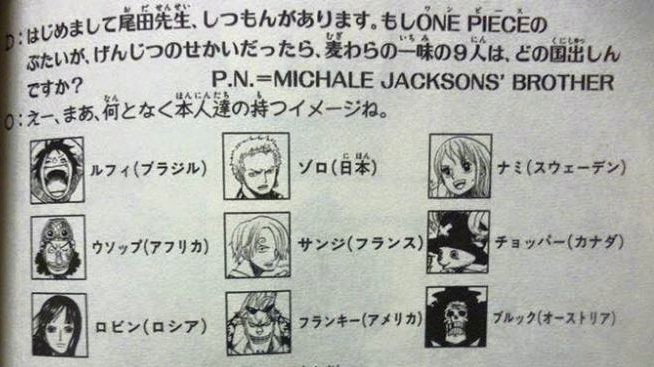 D:はじめまして尾田先生、しつもんがあります。もしONE PIECEの
ぶたいが、げんじつのせかいだったら、麦わらの一味の9人は、どの国出しん
ですか? P.N.=MICHALE JACKSONS' BROTHER
O:えー、まあ、何となく本人達の持つイメージね。
ルフィ(ブラジル) ゾロ(日本) ナミ(スウェーデン)
ウソップ(アフリカ) サンジ(フランス) チョッパー(カナダ)
ロビン(ロシア) フランキー(アメリカ) ブルック(オーストリア)